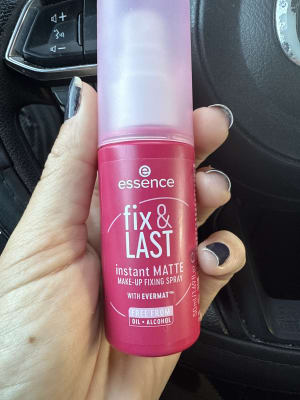 essence
fix &
LAST
instant MATTE
MAKE-UP FIXING SPRAY
WITH EVERMAT™
FREE FROM
OIL • ALCOHOL